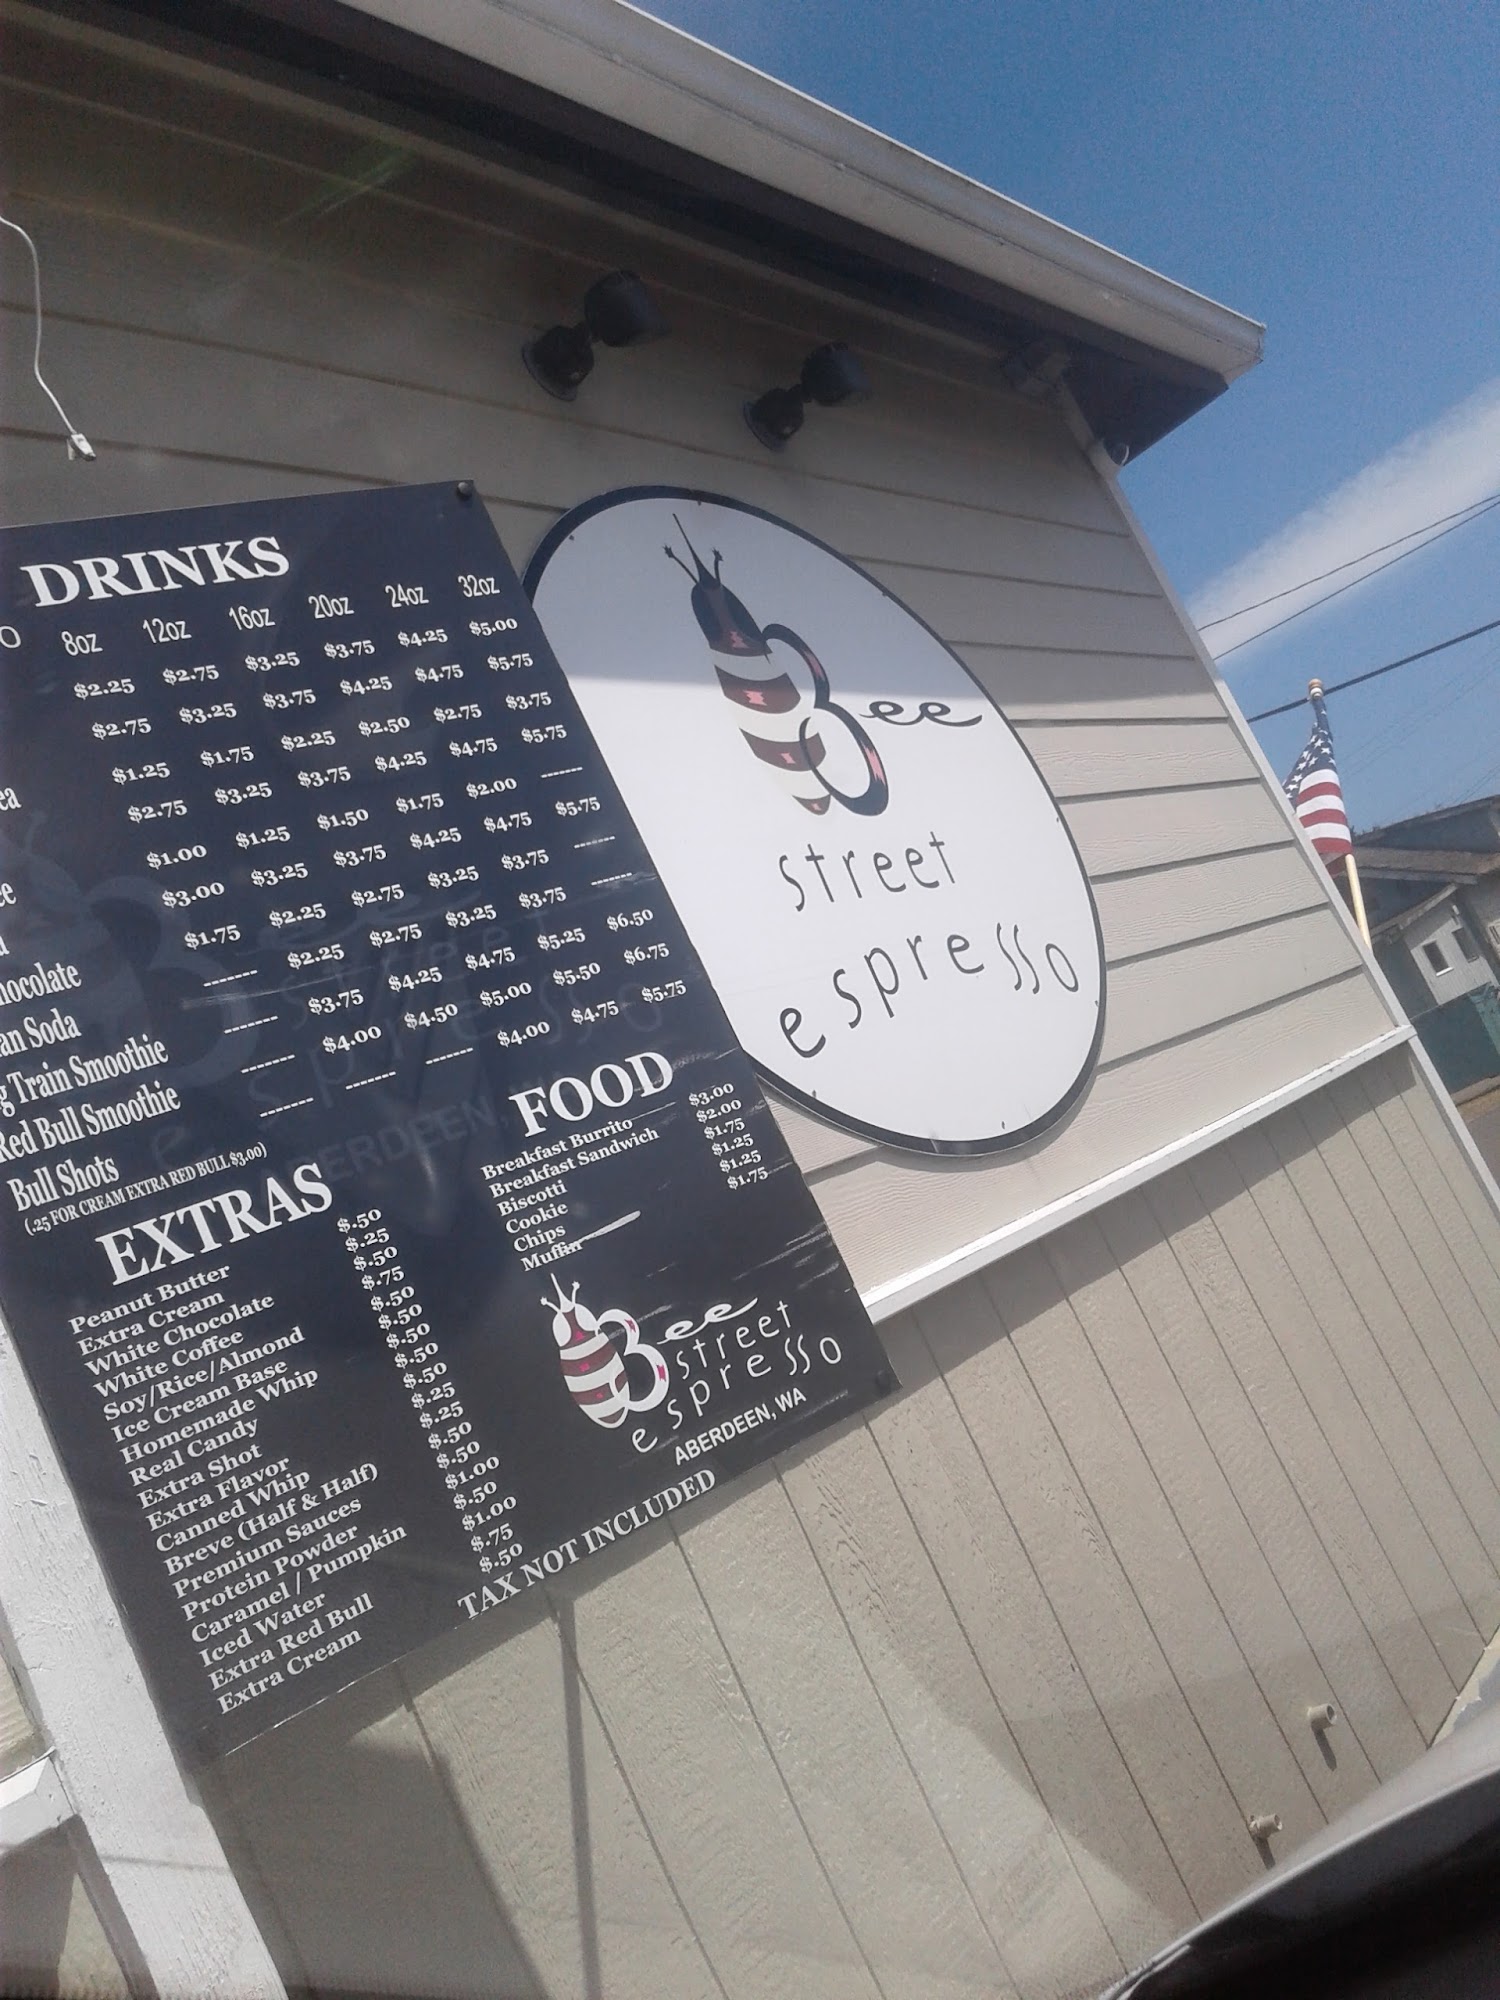 DRINKS
8oz 12oz 16oz 20oz 24oz 32oz
$2.25 $2.75 $3.25 $3.75 $4.25 $5.00
$2.75 $3.25 $3.75 $4.25 $4.75 $5.75
$1.25 $1.75 $2.25 $2.50 $2.75 $3.75
$2.75 $3.25 $3.75 $4.25 $4.75 $5.75
$1.00 $1.25 $1.50 $1.75 $2.00 -------
$3.00 $3.25 $3.75 $4.25 $4.75 $5.75
$1.75 $2.25 $2.75 $3.25 $3.75 -------
hocolate ------- $2.25 $2.75 $3.25 $3.75 -------
an Soda ------- $3.75 $4.25 $4.75 $5.25 $6.50
g Train Smoothie ------- $4.00 $4.50 $5.00 $5.50 $6.75
Red Bull Smoothie ------- ------- ------- $4.00 $4.75 $5.75
Bull Shots
(.25 FOR CREAM EXTRA RED BULL $3.00)
EXTRAS
Peanut Butter $.50
Extra Cream $.25
White Chocolate $.50
White Coffee $.75
Soy/Rice/Almond $.50
Ice Cream Base $.50
Homemade Whip $.50
Real Candy $.50
Extra Shot $.50
Extra Flavor $.25
Canned Whip $.25
Breve (Half & Half) $.50
Premium Sauces $.50
Protein Powder $1.00
Caramel / Pumpkin $.50
Iced Water $1.00
Extra Red Bull $.75
Extra Cream $.50
FOOD
Breakfast Burrito $3.00
Breakfast Sandwich $2.00
Biscotti $1.75
Cookie $1.25
Chips $1.25
Muffin $1.75
Bee
street
espresso
ABERDEEN, WA
TAX NOT INCLUDED
Bee
street
espresso